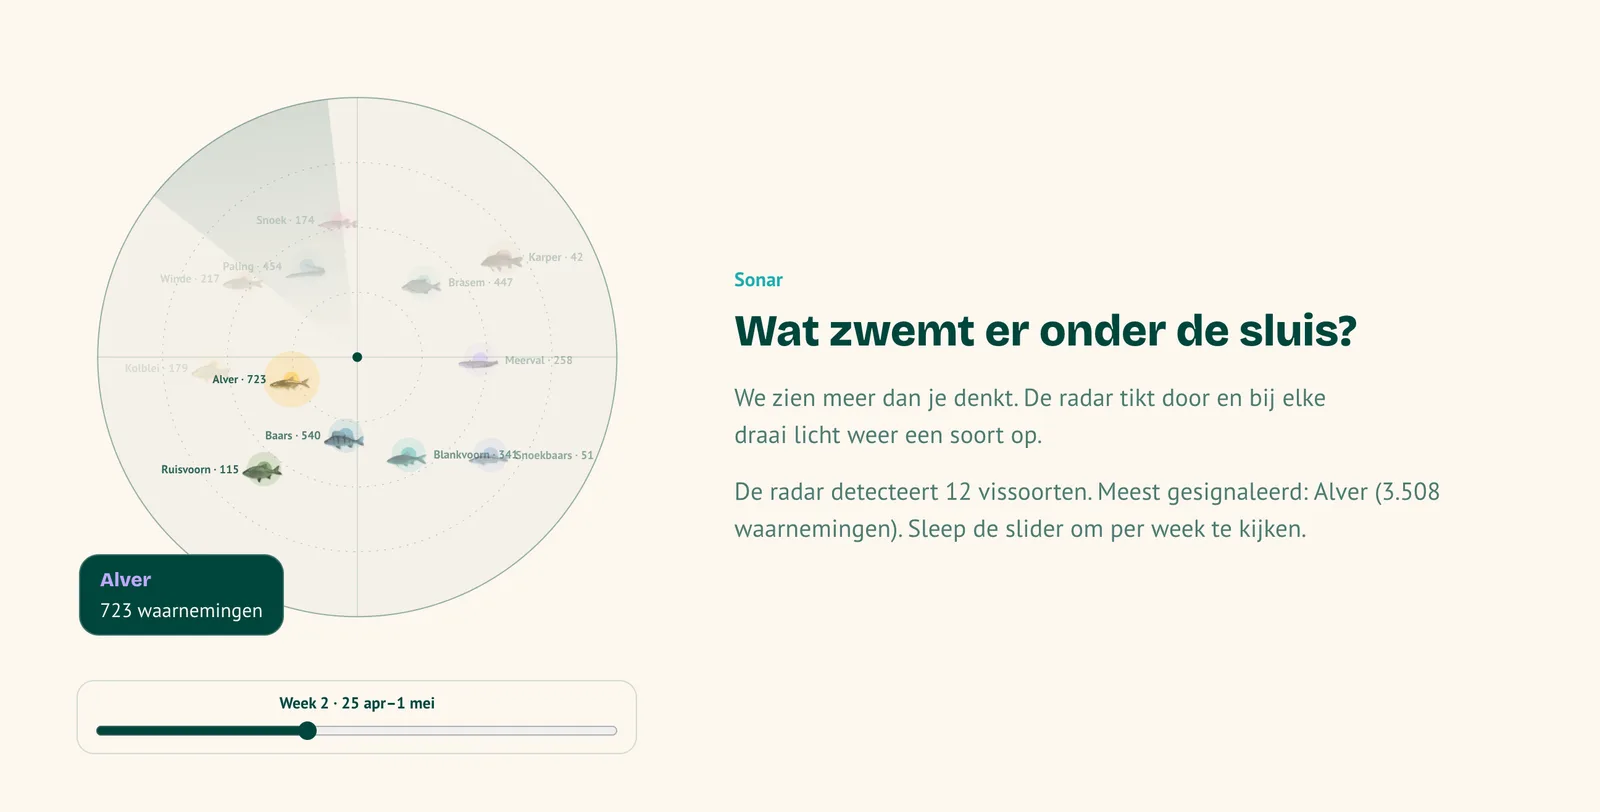 Snoek · 174
Karper · 42
Paling · 454
Winde · 217
Brasem · 447
Meerval · 258
Kolblei · 179
Alver · 723
Baars · 540
Blankvoorn · 341
Snoekbaars · 51
Ruisvoorn · 115
Alver
723 waarnemingen
Week 2 · 25 apr–1 mei
Sonar
Wat zwemt er onder de sluis?
We zien meer dan je denkt. De radar tikt door en bij elke
draai licht weer een soort op.
De radar detecteert 12 vissoorten. Meest gesignaleerd: Alver (3.508
waarnemingen). Sleep de slider om per week te kijken.